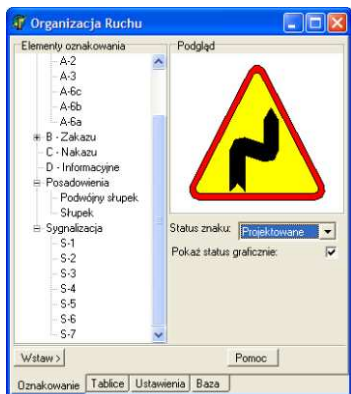 Organizacja Ruchu
Elementy oznakowania
A-2
A-3
A-6c
A-6b
A-6a
B - Zakazu
C - Nakazu
D - Informacyjne
Posadowienia
Podwójny słupek
Słupek
Sygnalizacja
S-1
S-2
S-3
S-4
S-5
S-6
S-7
Podgląd
Status znaku: Projektowane
Pokaż status graficznie:
Wstaw > Pomoc
Oznakowanie Tablice Ustawienia Baza